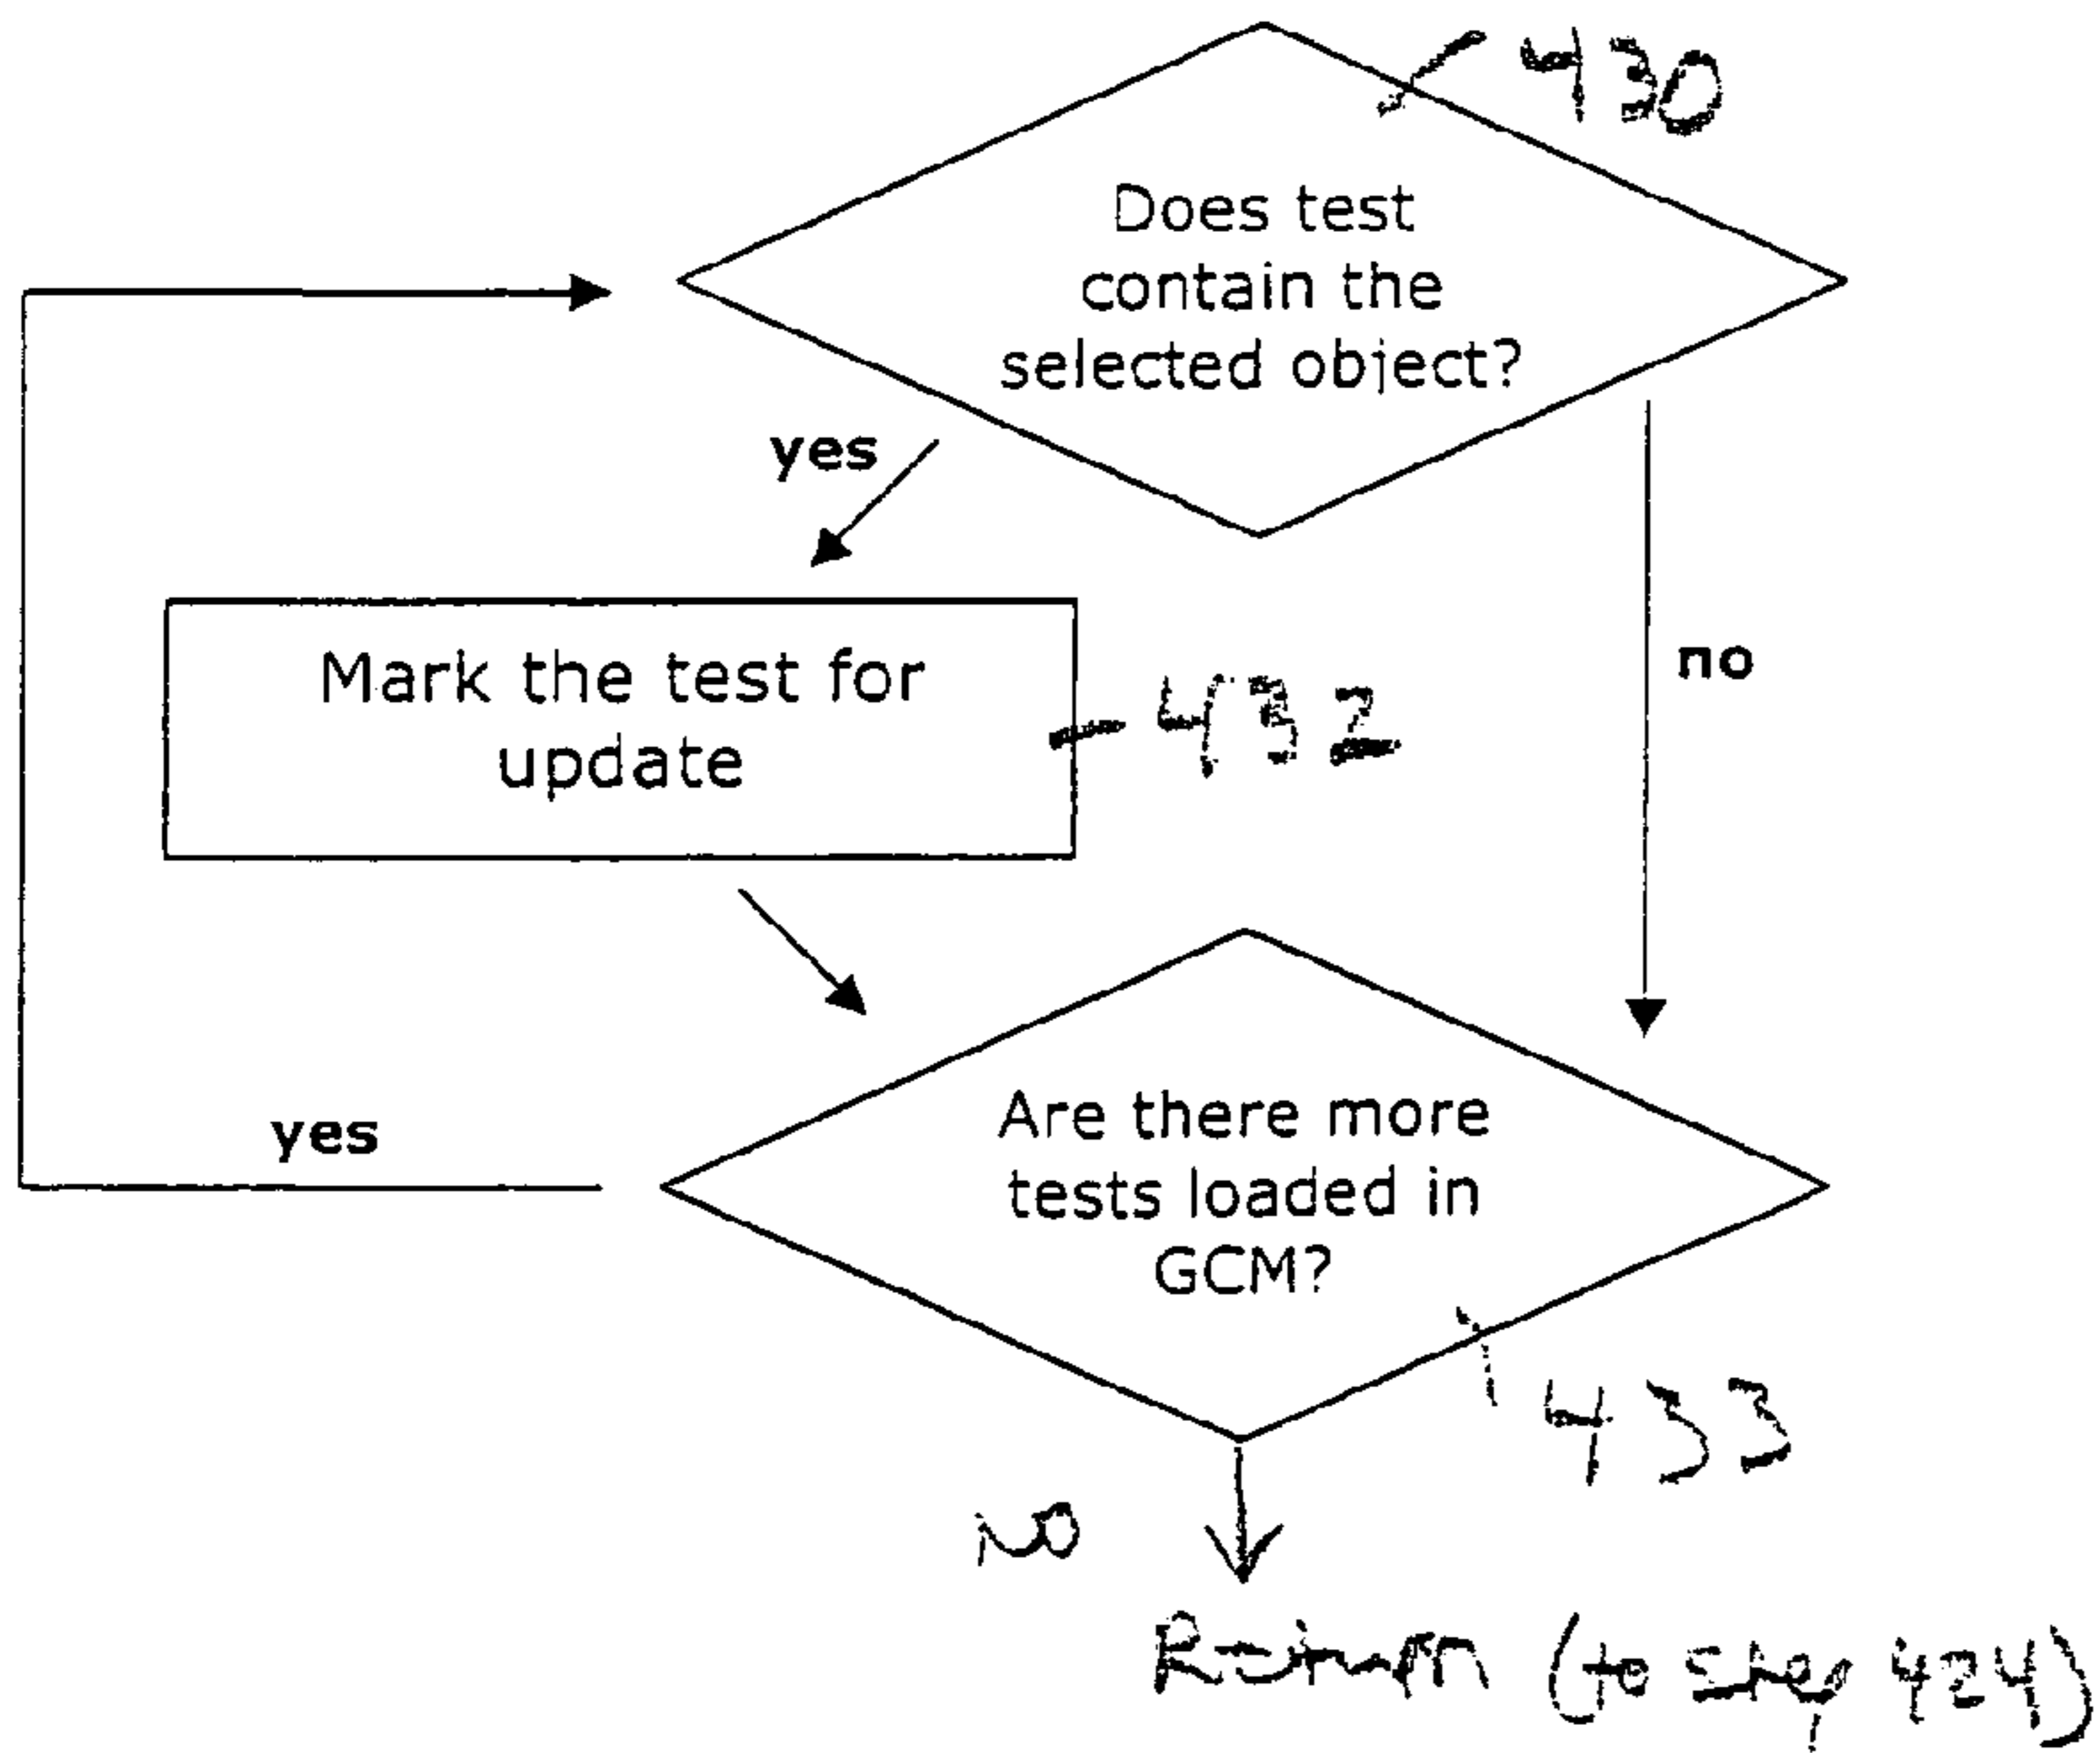 430
Does test
contain the
selected object?
yes
Mark the test for
update
432
no
Are there more
tests loaded in
GCM?
yes
433
NO
Return (to step 424)